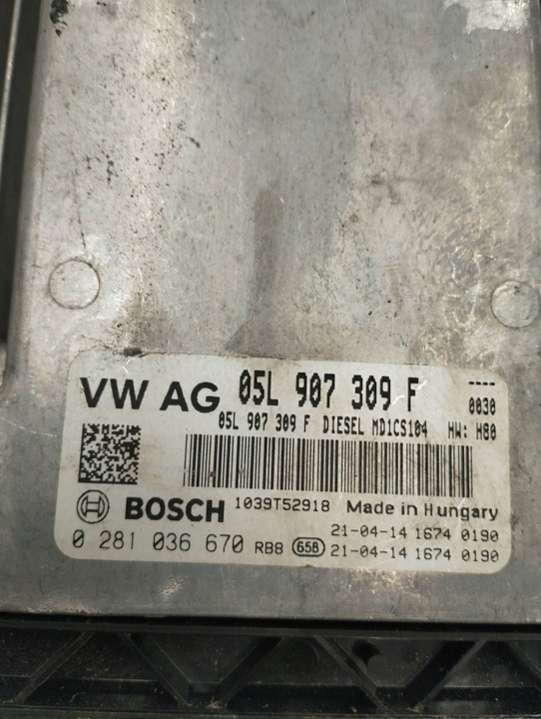 VW AG 05L 907 309 F ----
0030
05L 907 309 F DIESEL MD1CS104 HW: H80
BOSCH 1039T52918 Made in Hungary
21-04-14 1674 0190
0 281 036 670 RB8 658 21-04-14 1674 0190